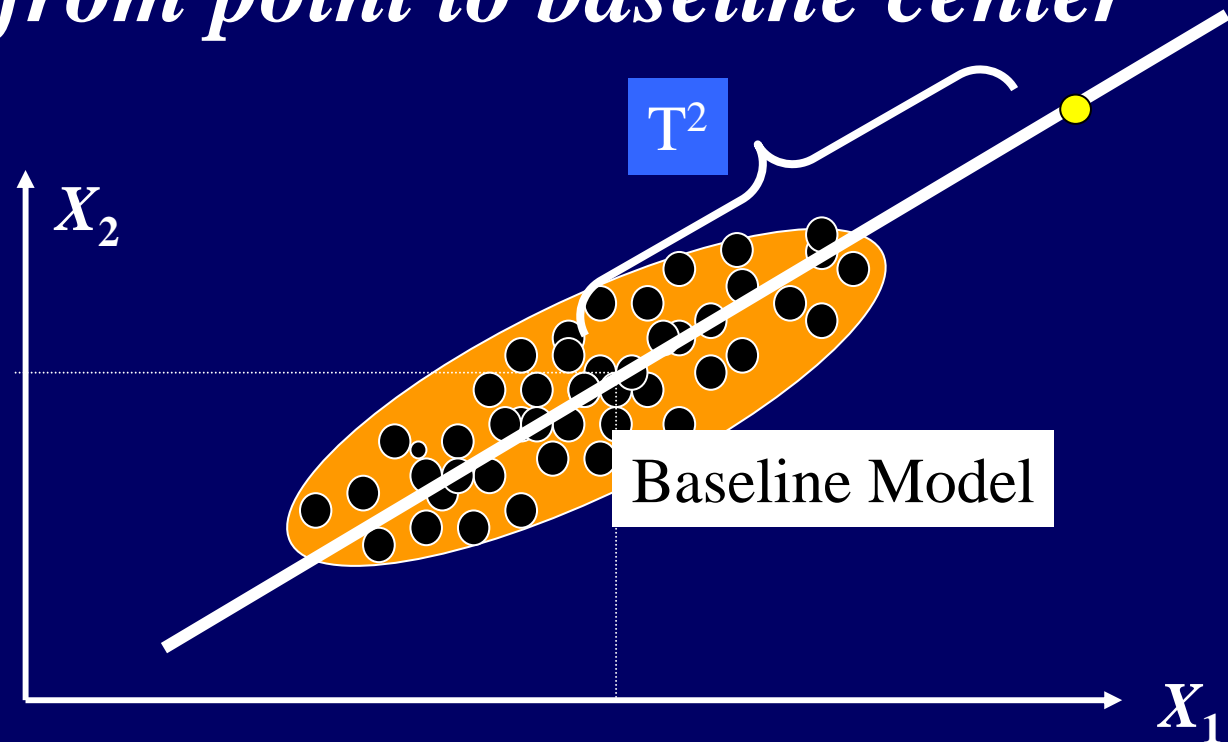 from point to baseline center
T²
X₂
Baseline Model
X₁